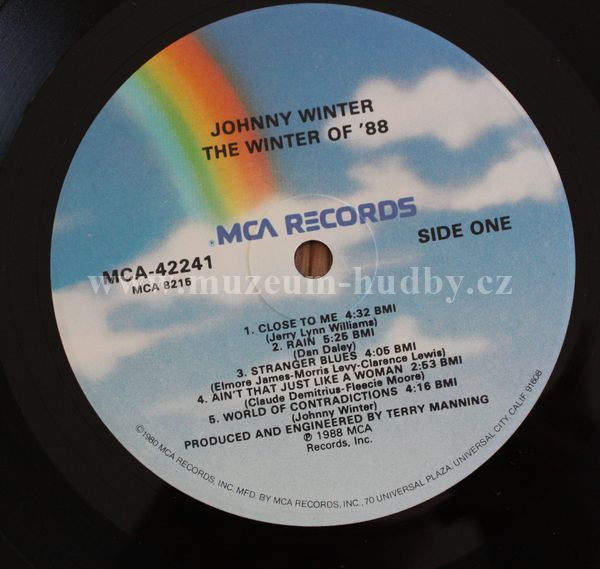 JOHNNY WINTER
THE WINTER OF '88
®MCA RECORDS
SIDE ONE
MCA-42241
MCA 8215
www.muzeum-hudby.cz
1. CLOSE TO ME 4:32 BMI
(Jerry Lynn Williams)
2. RAIN 5:25 BMI
(Dan Daley)
3. STRANGER BLUES 4:05 BMI
(Elmore James-Morris Levy-Clarence Lewis)
4. AIN'T THAT JUST LIKE A WOMAN 2:53 BMI
(Claude Demitrius-Fleecie Moore)
5. WORLD OF CONTRADICTIONS 4:16 BMI
(Johnny Winter)
PRODUCED AND ENGINEERED BY TERRY MANNING
℗ 1988 MCA
Records, Inc.
©1980 MCA RECORDS, INC. MFD. BY MCA RECORDS, INC., 70 UNIVERSAL PLAZA, UNIVERSAL CITY, CALIF. 91608